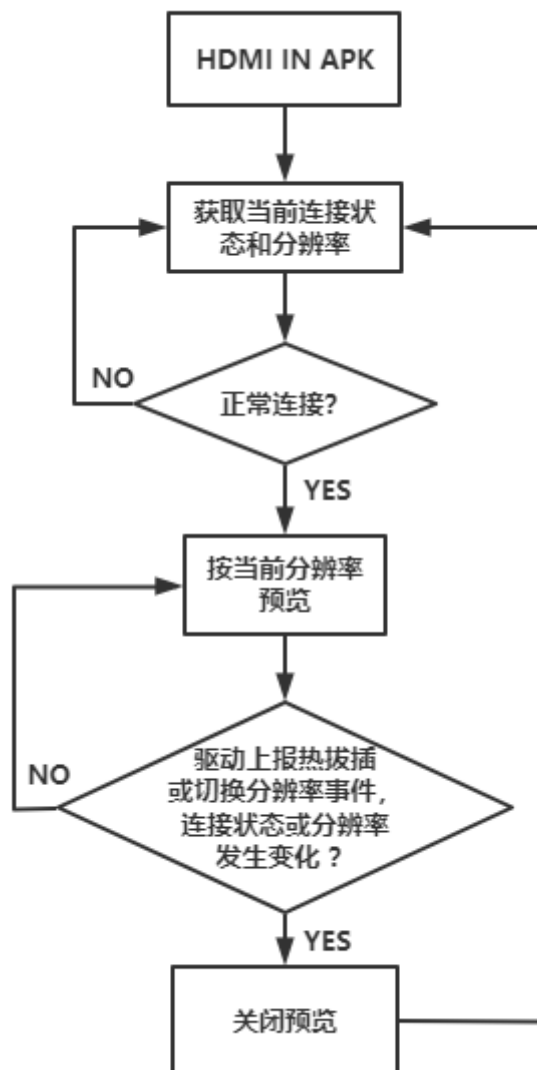 HDMI IN APK
获取当前连接状
态和分辨率
NO
正常连接?
YES
按当前分辨率
预览
NO
驱动上报热拔插
或切换分辨率事件，
连接状态或分辨率
发生变化？
YES
关闭预览